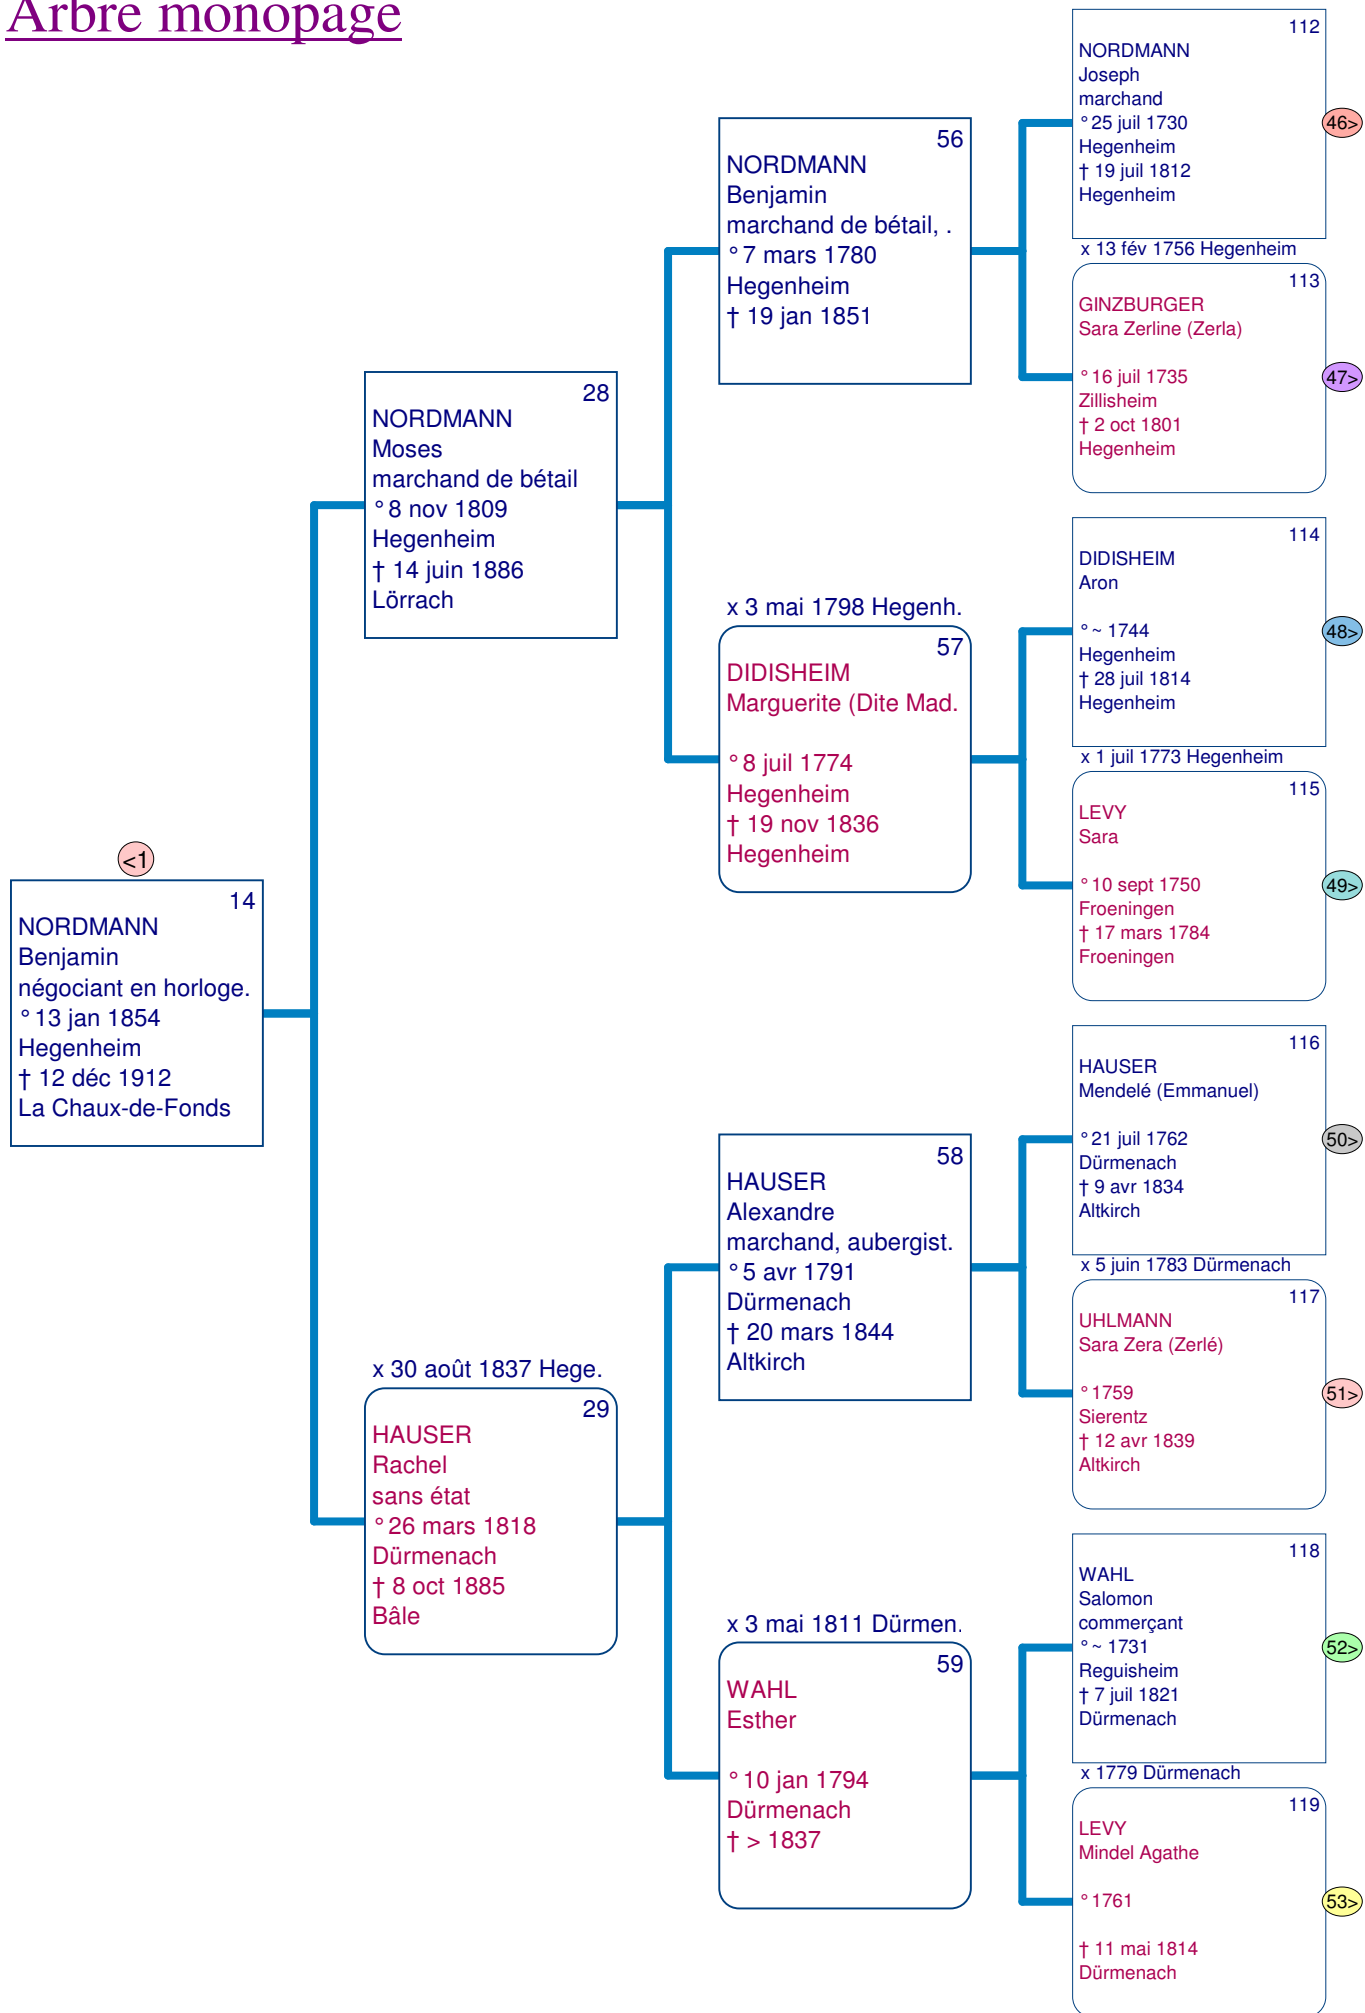 Arbre monopage
<1
14
NORDMANN
Benjamin
négociant en horloge.
° 13 jan 1854
Hegenheim
† 12 déc 1912
La Chaux-de-Fonds
28
NORDMANN
Moses
marchand de bétail
° 8 nov 1809
Hegenheim
† 14 juin 1886
Lörrach
x 30 août 1837 Hege.
29
HAUSER
Rachel
sans état
° 26 mars 1818
Dürmenach
† 8 oct 1885
Bâle
56
NORDMANN
Benjamin
marchand de bétail, .
° 7 mars 1780
Hegenheim
† 19 jan 1851
x 3 mai 1798 Hegenh.
57
DIDISHEIM
Marguerite (Dite Mad.
° 8 juil 1774
Hegenheim
† 19 nov 1836
Hegenheim
58
HAUSER
Alexandre
marchand, aubergist.
° 5 avr 1791
Dürmenach
† 20 mars 1844
Altkirch
x 3 mai 1811 Dürmen.
59
WAHL
Esther
° 10 jan 1794
Dürmenach
† > 1837
112
NORDMANN
Joseph
marchand
° 25 juil 1730
Hegenheim
† 19 juil 1812
Hegenheim
46>
x 13 fév 1756 Hegenheim
113
GINZBURGER
Sara Zerline (Zerla)
° 16 juil 1735
Zillisheim
† 2 oct 1801
Hegenheim
47>
114
DIDISHEIM
Aron
° ~ 1744
Hegenheim
† 28 juil 1814
Hegenheim
48>
x 1 juil 1773 Hegenheim
115
LEVY
Sara
° 10 sept 1750
Froeningen
† 17 mars 1784
Froeningen
49>
116
HAUSER
Mendelé (Emmanuel)
° 21 juil 1762
Dürmenach
† 9 avr 1834
Altkirch
50>
x 5 juin 1783 Dürmenach
117
UHLMANN
Sara Zera (Zerlé)
° 1759
Sierentz
† 12 avr 1839
Altkirch
51>
118
WAHL
Salomon
commerçant
° ~ 1731
Reguisheim
† 7 juil 1821
Dürmenach
52>
x 1779 Dürmenach
119
LEVY
Mindel Agathe
° 1761
† 11 mai 1814
Dürmenach
53>